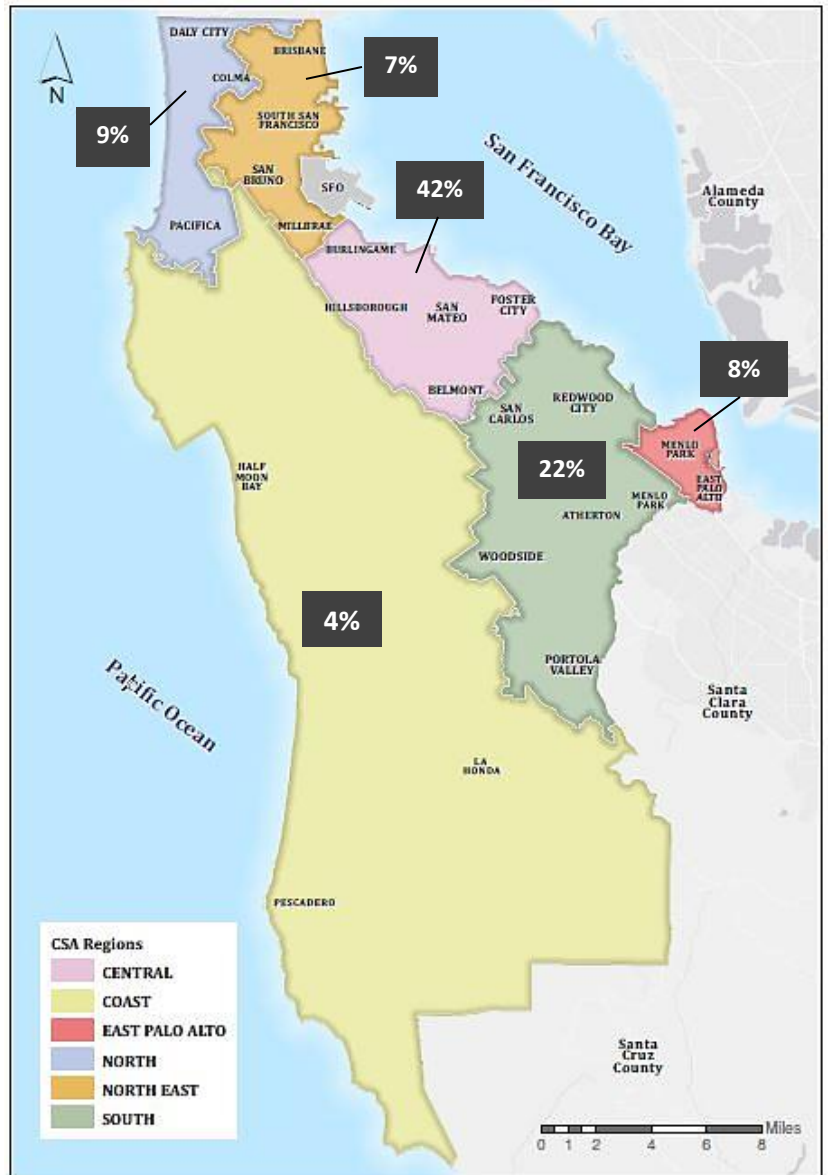 DALY CITY
BRISBANE
7%
N
COLMA
9%
SOUTH SAN
FRANCISCO
San Francisco Bay
SAN
BRUNO
SFO
42%
Alameda
County
PACIFICA
MILLBRAE
BURLINGAME
HILLSBOROUGH
SAN
MATEO
FOSTER
CITY
8%
BELMONT
SAN
CARLOS
REDWOOD
CITY
MENLO
PARK
HALF
MOON
BAY
22%
EAST
PALO
ALTO
MENLO
PARK
ATHERTON
WOODSIDE
4%
PORTOLA
VALLEY
Pacific Ocean
Santa
Clara
County
LA
HONDA
PESCADERO
CSA Regions
CENTRAL
COAST
EAST PALO ALTO
NORTH
NORTH EAST
SOUTH
Santa
Cruz
County
Miles
0 1 2 4 6 8